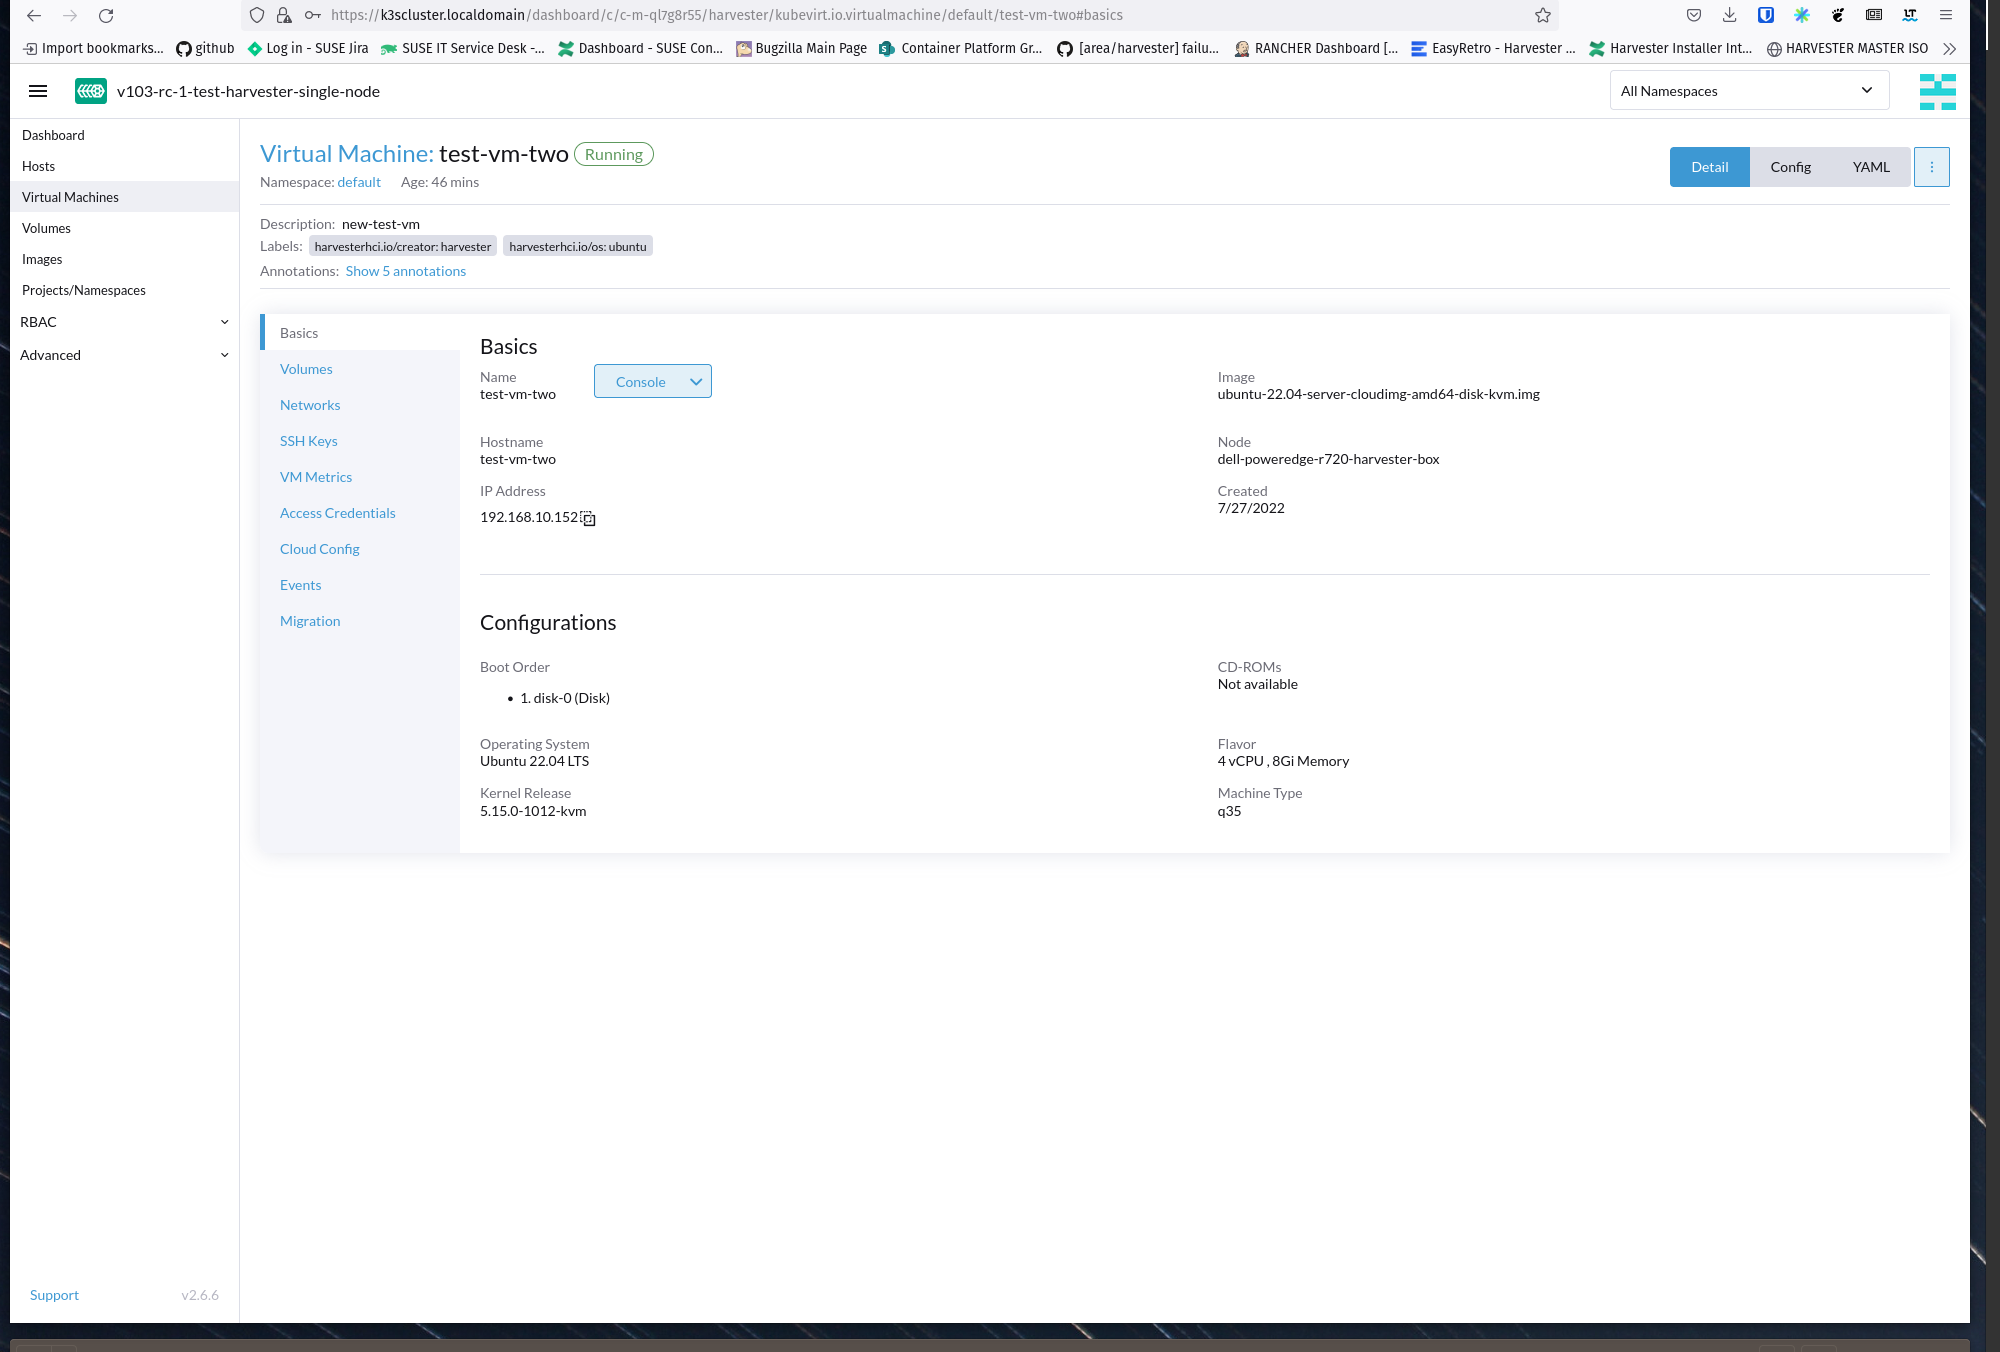 https://k3scluster.localdomain/dashboard/c/c-m-ql7g8r55/harvester/kubevirt.io.virtualmachine/default/test-vm-two#basics
LT
Import bookmarks... github Log in - SUSE Jira SUSE IT Service Desk -... Dashboard - SUSE Con... Bugzilla Main Page Container Platform Gr... [area/harvester] failu... RANCHER Dashboard [... EasyRetro - Harvester ... Harvester Installer Int... HARVESTER MASTER ISO
v103-rc-1-test-harvester-single-node
All Namespaces
Dashboard
Hosts
Virtual Machines
Volumes
Images
Projects/Namespaces
RBAC
Advanced
Support v2.6.6
Virtual Machine: test-vm-two Running
Namespace: default Age: 46 mins
Detail Config YAML
Description: new-test-vm
Labels: harvesterhci.io/creator: harvester harvesterhci.io/os: ubuntu
Annotations: Show 5 annotations
Basics
Volumes
Networks
SSH Keys
VM Metrics
Access Credentials
Cloud Config
Events
Migration
Basics
Name
test-vm-two
Console
Image
ubuntu-22.04-server-cloudimg-amd64-disk-kvm.img
Hostname
test-vm-two
Node
dell-poweredge-r720-harvester-box
IP Address
192.168.10.152
Created
7/27/2022
Configurations
Boot Order
• 1. disk-0 (Disk)
CD-ROMs
Not available
Operating System
Ubuntu 22.04 LTS
Flavor
4 vCPU , 8Gi Memory
Kernel Release
5.15.0-1012-kvm
Machine Type
q35